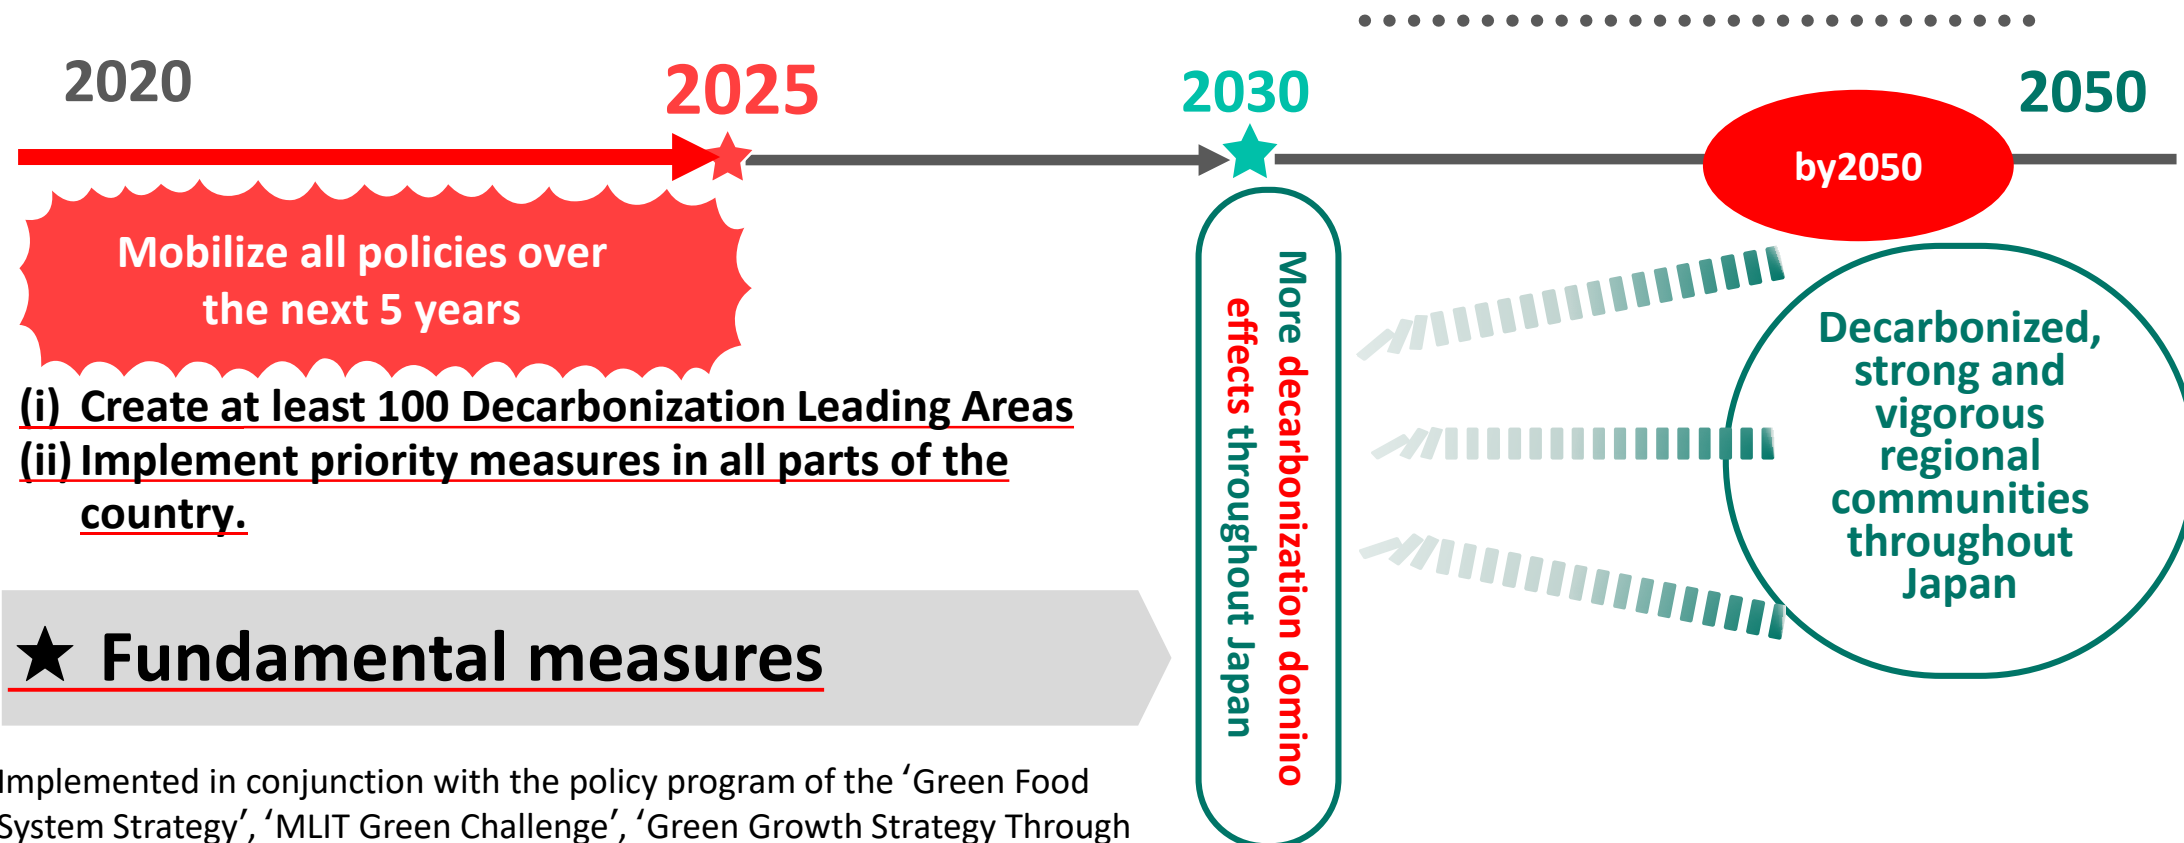 2020
2025
2030
2050
by2050
Mobilize all policies over
the next 5 years
(i) Create at least 100 Decarbonization Leading Areas
(ii) Implement priority measures in all parts of the
country.
★ Fundamental measures
Implemented in conjunction with the policy program of the ‘Green Food
System Strategy’, ‘MLIT Green Challenge’, ‘Green Growth Strategy Through
More decarbonization domino
effects throughout Japan
Decarbonized,
strong and
vigorous
regional
communities
throughout
Japan